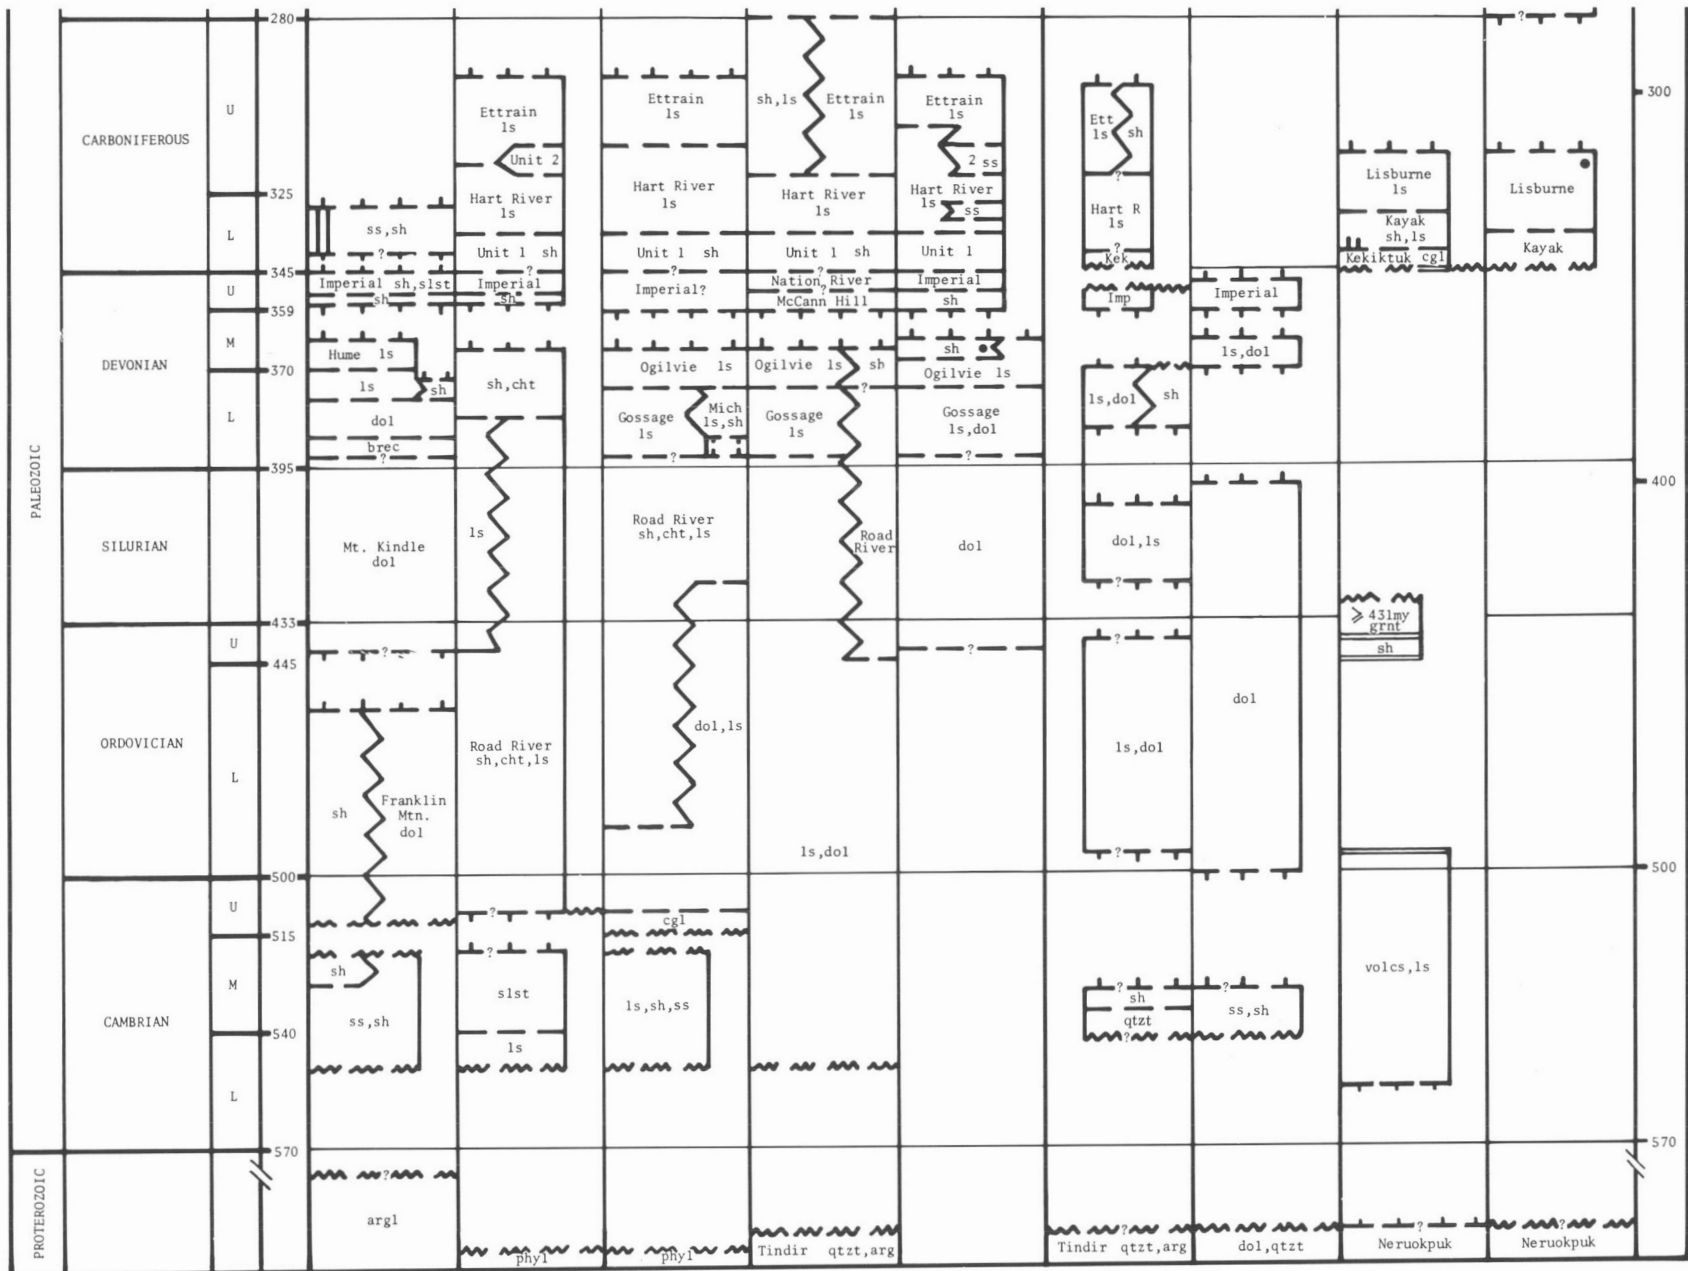 PALEOZOIC
PROTEROZOIC
CARBONIFEROUS
U
L
DEVONIAN
U
M
L
SILURIAN
ORDOVICIAN
U
L
CAMBRIAN
U
M
L
280
325
345
359
370
395
433
445
500
515
540
570
ss,sh
?
Imperial sh,slst
sh
Hume ls
ls
sh
dol
brec
?
Mt. Kindle
dol
?
sh
Franklin
Mtn.
dol
sh
ss,sh
?
argl
Ettrain
ls
Unit 2
Hart River
ls
Unit 1 sh
?
Imperial
sh
sh,cht
ls
Road River
sh,cht,ls
?
?
slst
ls
phyl
Ettrain
ls
Hart River
ls
Unit 1 sh
?
Imperial?
Ogilvie ls
Gossage
ls
Mich
ls,sh
?
Road River
sh,cht,ls
dol,ls
cgl
ls,sh,ss
phyl
sh,ls
Ettrain
ls
Hart River
ls
Unit 1 sh
?
Nation River
?
McCann Hill
Ogilvie ls
sh
?
Gossage
ls
Road
River
ls,dol
Tindir qtzt,arg
Ettrain
ls
2 ss
Hart River
ls
ss
Unit 1
Imperial
sh
sh
Ogilvie ls
Gossage
ls,dol
?
dol
?
Ett
ls
sh
?
Hart R
ls
?
Kek
Imp
?
ls,dol
sh
dol,ls
?
?
ls,dol
?
?
sh
qtzt
?
?
Tindir qtzt,arg
Imperial
ls,dol
dol
?
ss,sh
dol,qtzt
Lisburne
ls
Kayak
sh,ls
Kekiktuk cgl
≥ 431my
grnt
sh
volcs,ls
?
Neruokpuk
?
Lisburne
Kayak
?
Neruokpuk
300
400
500
570